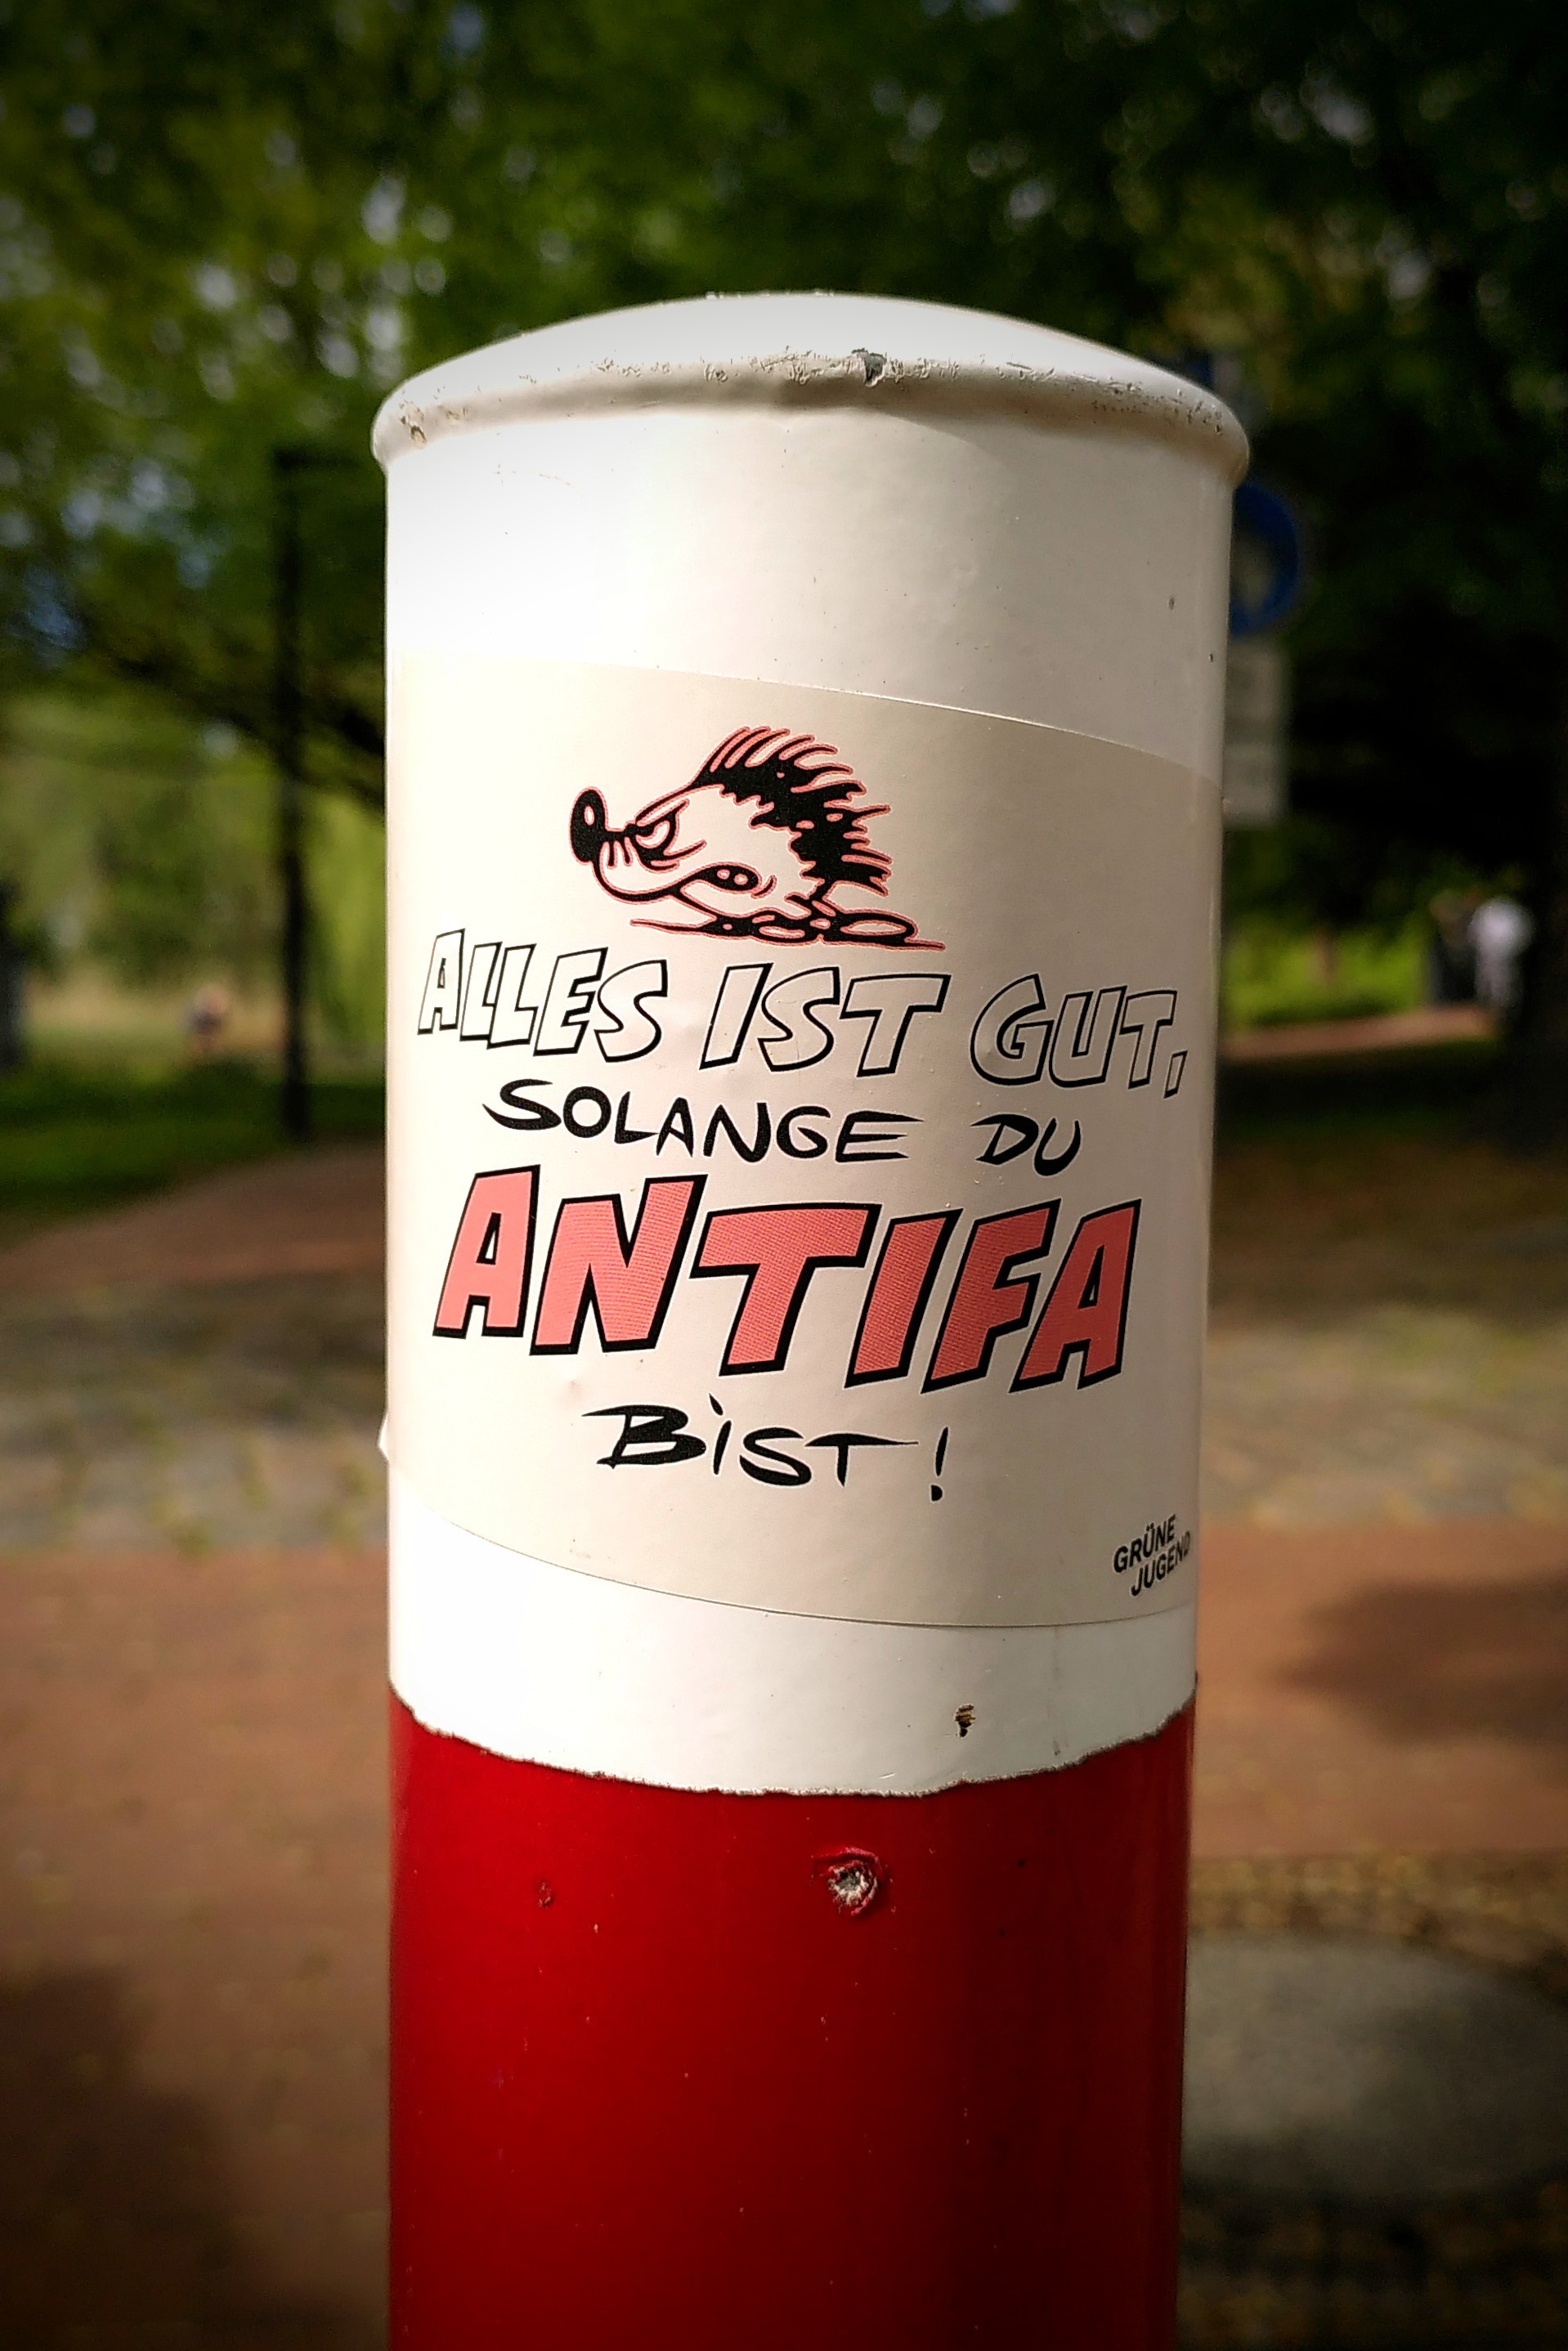 ALLES IST GUT,
SOLANGE DU
ANTIFA
BiST!
GRÜNE
JUGEND